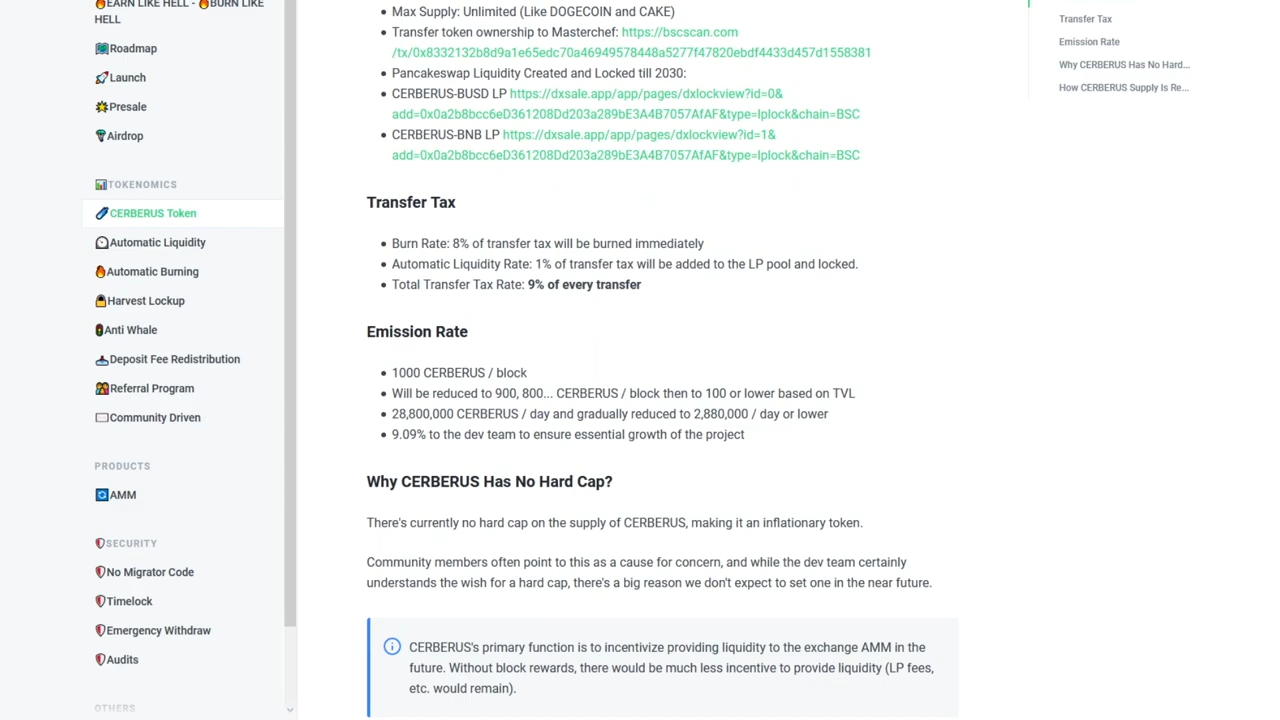 EARN LIKE HELL - BURN LIKE
HELL
Roadmap
Launch
Presale
Airdrop
TOKENOMICS
CERBERUS Token
Automatic Liquidity
Automatic Burning
Harvest Lockup
Anti Whale
Deposit Fee Redistribution
Referral Program
Community Driven
PRODUCTS
AMM
SECURITY
No Migrator Code
Timelock
Emergency Withdraw
Audits
OTHERS
Max Supply: Unlimited (Like DOGECOIN and CAKE)
Transfer token ownership to Masterchef: https://bscscan.com
/tx/0x8332132b8d9a1e65edc70a46949578448a5277f47820ebdf4433d457d1558381
Pancakeswap Liquidity Created and Locked till 2030:
CERBERUS-BUSD LP https://dxsale.app/app/pages/dxlockview?id=0&
add=0x0a2b8bcc6eD361208Dd203a289bE3A4B7057AfAF&type=lplock&chain=BSC
CERBERUS-BNB LP https://dxsale.app/app/pages/dxlockview?id=1&
add=0x0a2b8bcc6eD361208Dd203a289bE3A4B7057AfAF&type=lplock&chain=BSC
Transfer Tax
Burn Rate: 8% of transfer tax will be burned immediately
Automatic Liquidity Rate: 1% of transfer tax will be added to the LP pool and locked.
Total Transfer Tax Rate: 9% of every transfer
Emission Rate
1000 CERBERUS / block
Will be reduced to 900, 800... CERBERUS / block then to 100 or lower based on TVL
28,800,000 CERBERUS / day and gradually reduced to 2,880,000 / day or lower
9.09% to the dev team to ensure essential growth of the project
Why CERBERUS Has No Hard Cap?
There's currently no hard cap on the supply of CERBERUS, making it an inflationary token.
Community members often point to this as a cause for concern, and while the dev team certainly
understands the wish for a hard cap, there's a big reason we don't expect to set one in the near future.
CERBERUS's primary function is to incentivize providing liquidity to the exchange AMM in the
future. Without block rewards, there would be much less incentive to provide liquidity (LP fees,
etc. would remain).
Transfer Tax
Emission Rate
Why CERBERUS Has No Hard...
How CERBERUS Supply Is Re...